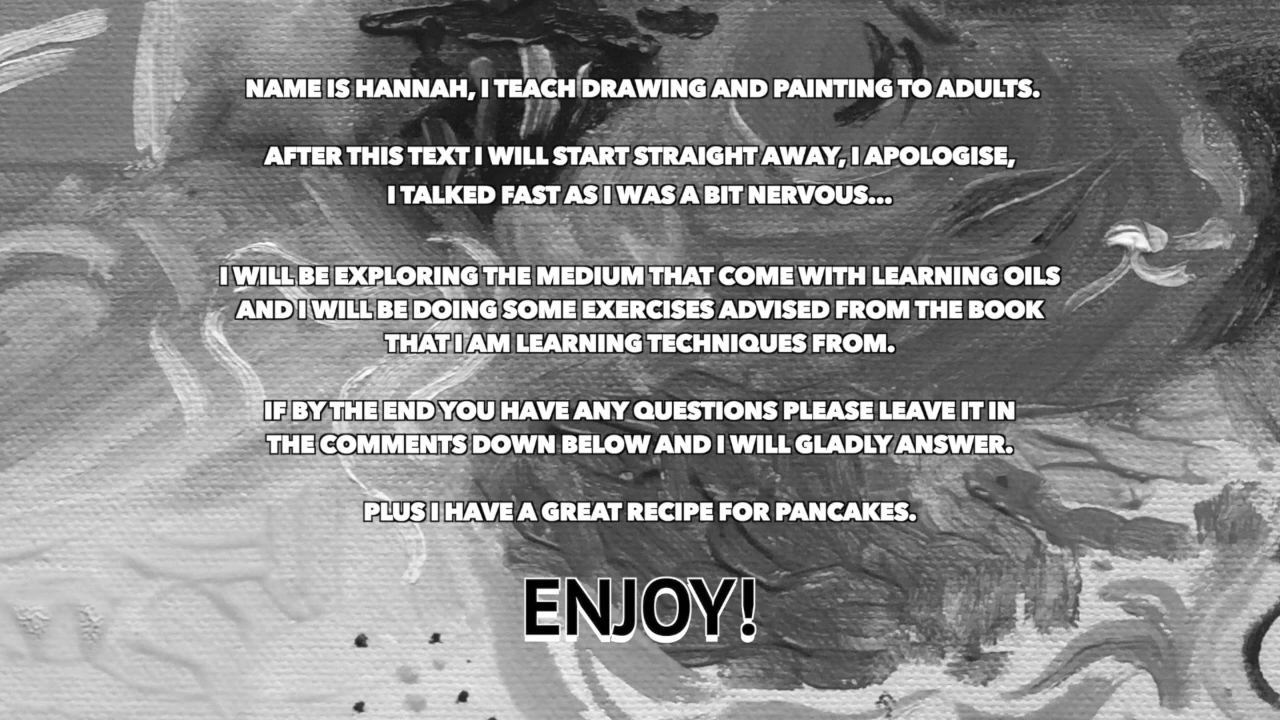 NAME IS HANNAH, I TEACH DRAWING AND PAINTING TO ADULTS.
AFTER THIS TEXT I WILL START STRAIGHT AWAY, I APOLOGISE,
I TALKED FAST AS I WAS A BIT NERVOUS...
I WILL BE EXPLORING THE MEDIUM THAT COME WITH LEARNING OILS
AND I WILL BE DOING SOME EXERCISES ADVISED FROM THE BOOK
THAT I AM LEARNING TECHNIQUES FROM.
IF BY THE END YOU HAVE ANY QUESTIONS PLEASE LEAVE IT IN
THE COMMENTS DOWN BELOW AND I WILL GLADLY ANSWER.
PLUS I HAVE A GREAT RECIPE FOR PANCAKES.
ENJOY!